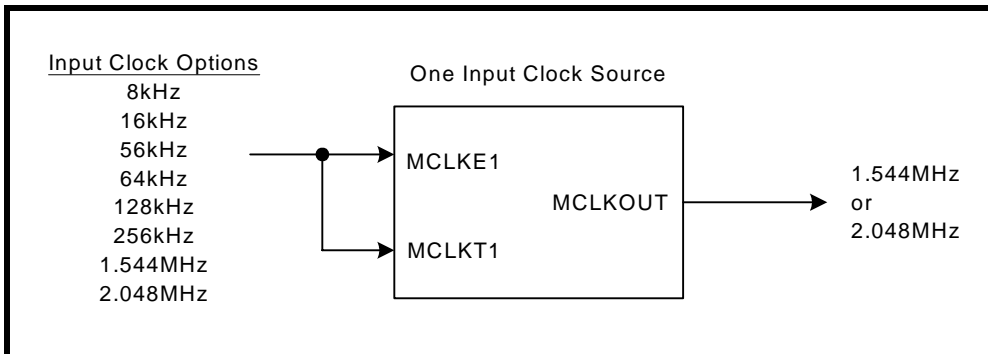 Input Clock Options
8kHz
16kHz
56kHz
64kHz
128kHz
256kHz
1.544MHz
2.048MHz
One Input Clock Source
MCLKE1
MCLKT1
MCLKOUT
1.544MHz
or
2.048MHz